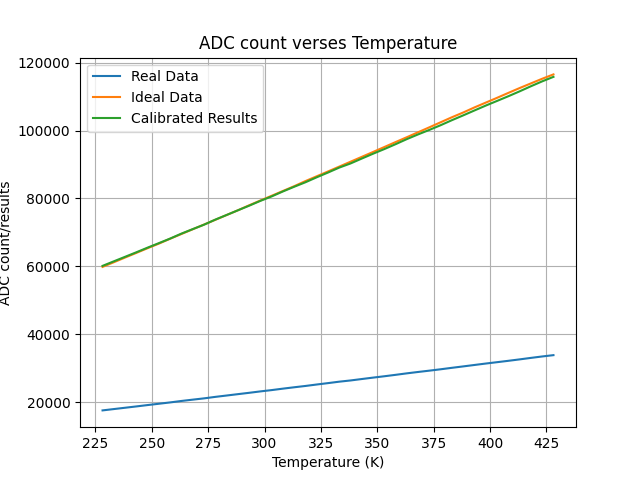 ADC count verses Temperature
Real Data
Ideal Data
Calibrated Results
120000
100000
80000
60000
40000
20000
ADC count/results
225 250 275 300 325 350 375 400 425
Temperature (K)